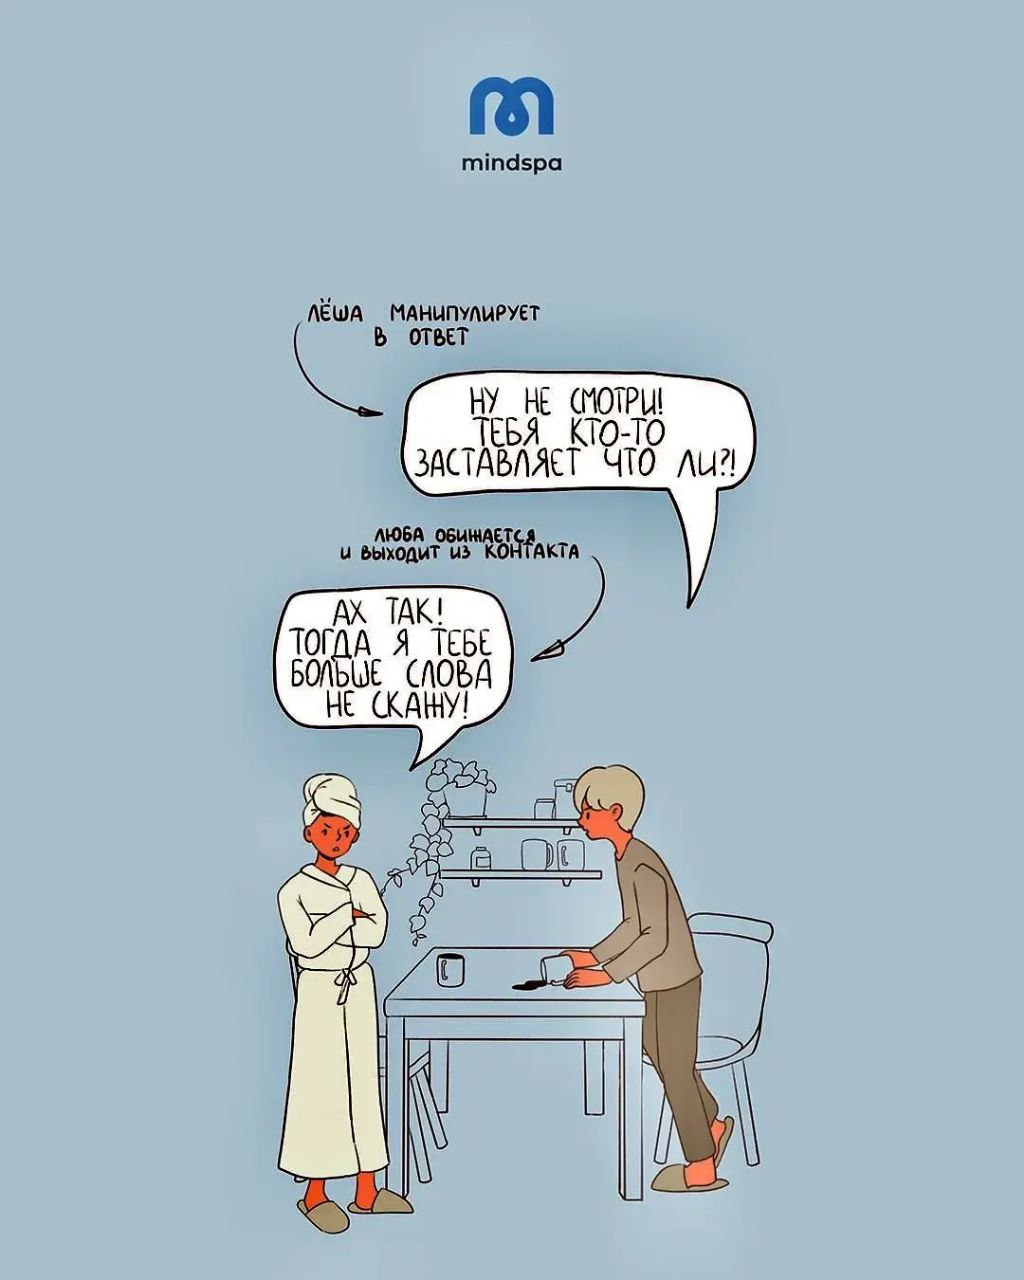 mindspa
ЛЁША МАНИПУЛИРУЕТ
В ОТВЕТ
НУ НЕ СМОТРИ!
ТЕБЯ КТО-ТО
ЗАСТАВЛЯЕТ ЧТО ЛИ?!
ЛЮБА ОБИЖАЕТСЯ
И ВЫХОДИТ ИЗ КОНТАКТА
АХ ТАК!
ТОГДА Я ТЕБЕ
БОЛЬШЕ СЛОВА
НЕ СКАЖУ!